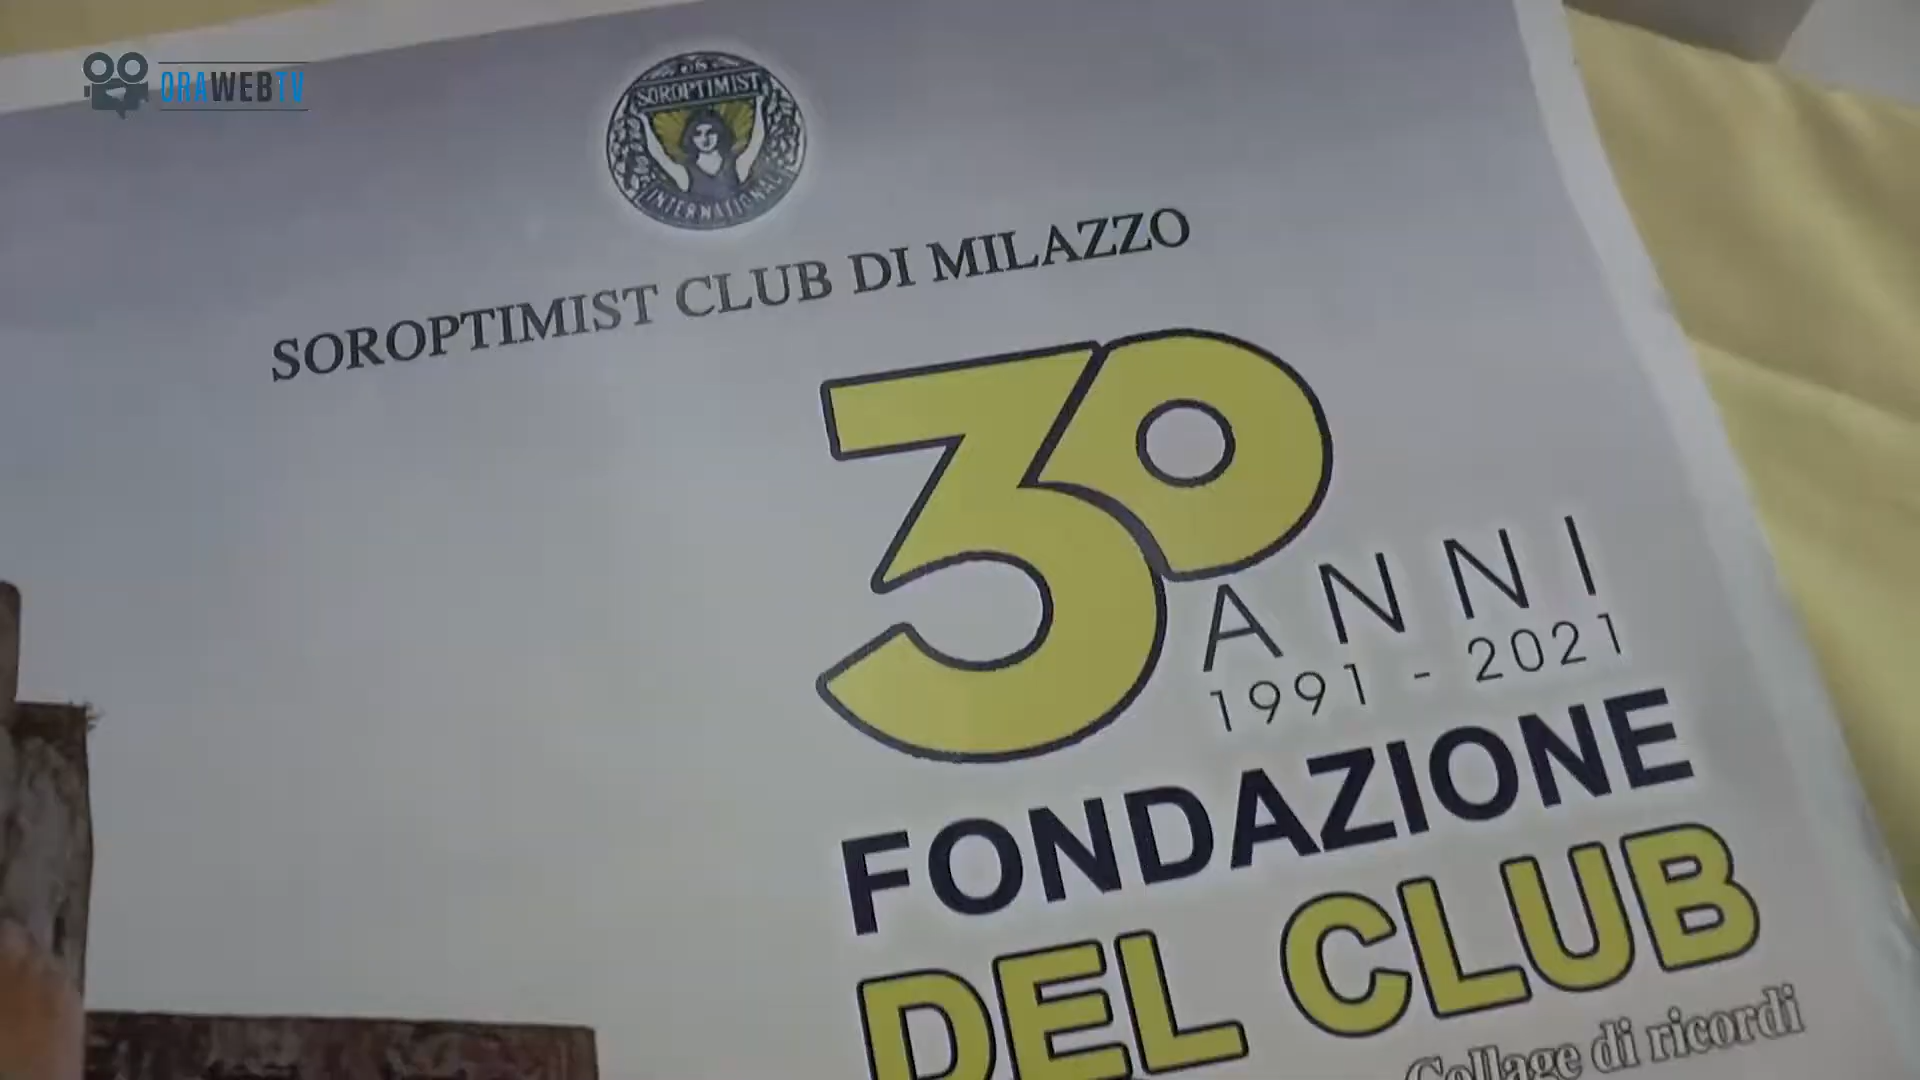 ORAWEBTV
SOROPTIMIST
INTERNATIONAL
SOROPTIMIST CLUB DI MILAZZO
30
ANNI
1991 - 2021
FONDAZIONE
DEL CLUB
Collage di ricordi